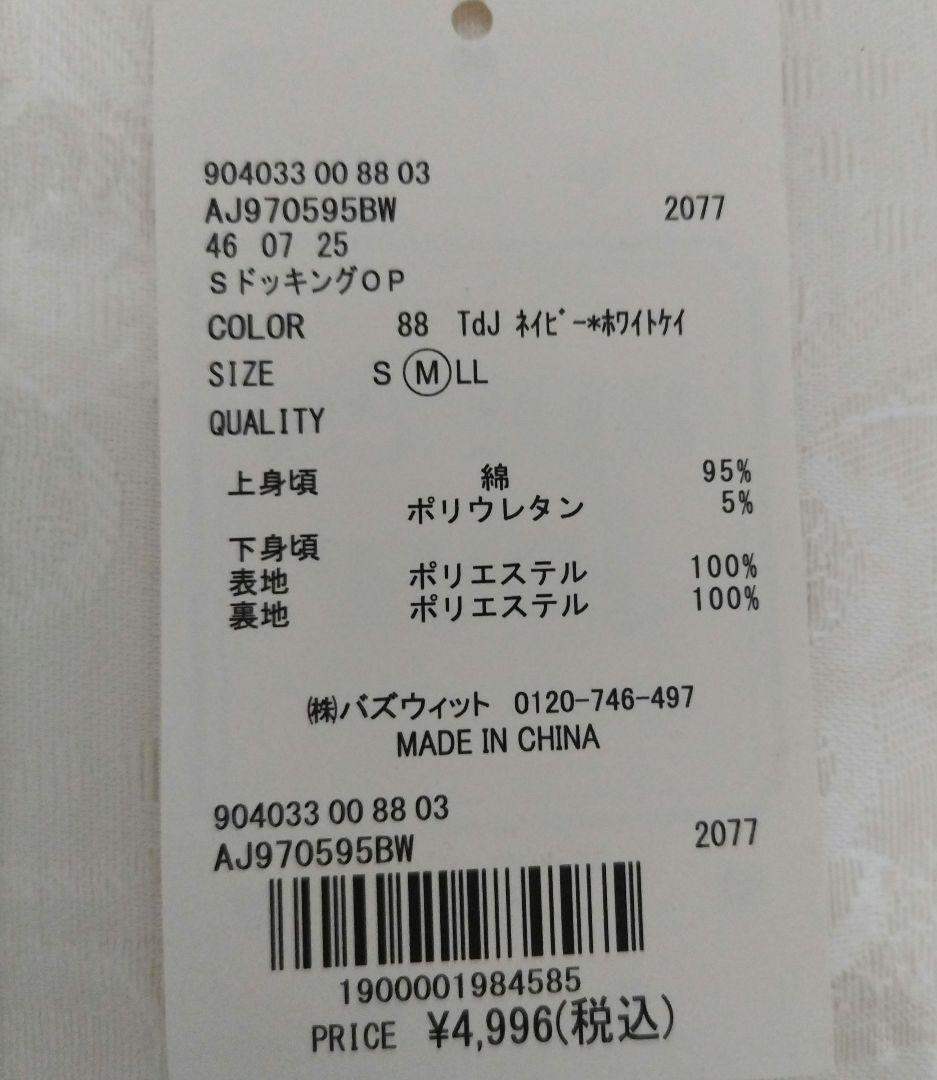 904033 00 88 03
AJ970595BW 2077
46 07 25
SドッキングOP
COLOR 88 TdJ ﾈｲﾋﾞｰ*ﾎﾜｲﾄｹｲ
SIZE S M LL
QUALITY
上身頃 綿 95%
ポリウレタン 5%
下身頃
表地 ポリエステル 100%
裏地 ポリエステル 100%
㈱バズウィット 0120-746-497
MADE IN CHINA
904033 00 88 03
AJ970595BW 2077
1900001984585
PRICE ¥4,996(税込)